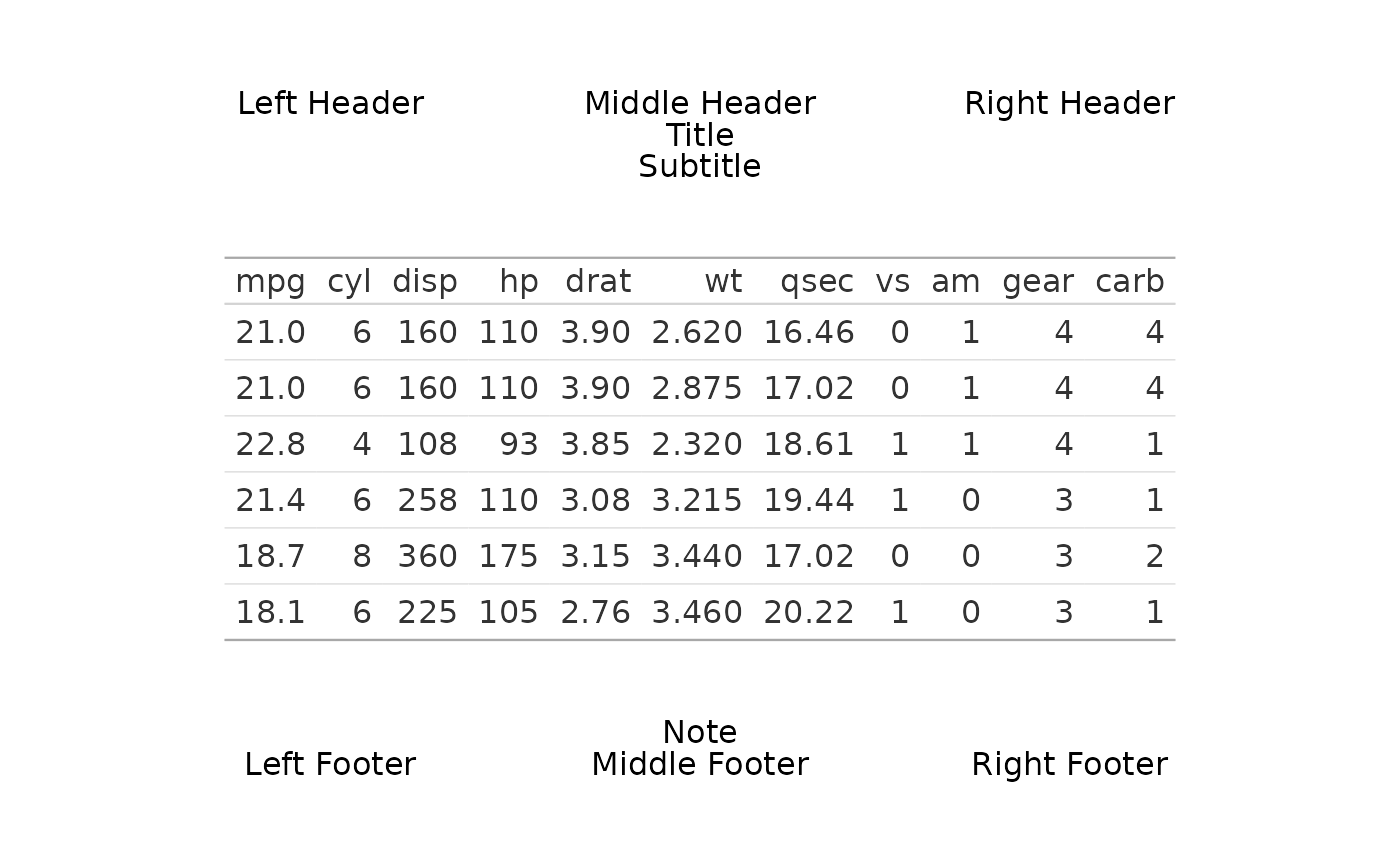 Left Header Middle Header Right Header
Title
Subtitle
mpg cyl disp hp drat wt qsec vs am gear carb
21.0 6 160 110 3.90 2.620 16.46 0 1 4 4
21.0 6 160 110 3.90 2.875 17.02 0 1 4 4
22.8 4 108 93 3.85 2.320 18.61 1 1 4 1
21.4 6 258 110 3.08 3.215 19.44 1 0 3 1
18.7 8 360 175 3.15 3.440 17.02 0 0 3 2
18.1 6 225 105 2.76 3.460 20.22 1 0 3 1
Note
Left Footer Middle Footer Right Footer